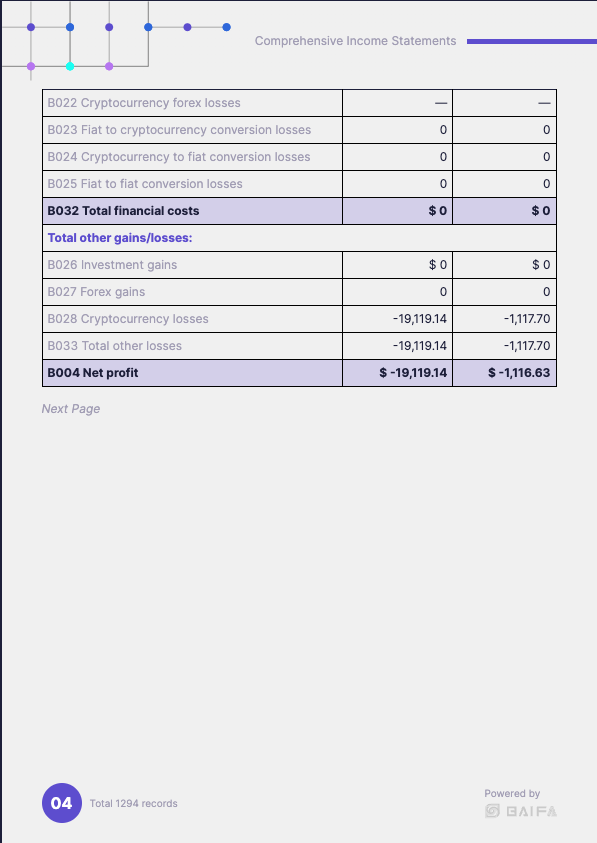 Comprehensive Income Statements
B022 Cryptocurrency forex losses — —
B023 Fiat to cryptocurrency conversion losses 0 0
B024 Cryptocurrency to fiat conversion losses 0 0
B025 Fiat to fiat conversion losses 0 0
B032 Total financial costs $ 0 $ 0
Total other gains/losses:
B026 Investment gains $ 0 $ 0
B027 Forex gains 0 0
B028 Cryptocurrency losses -19,119.14 -1,117.70
B033 Total other losses -19,119.14 -1,117.70
B004 Net profit $ -19,119.14 $ -1,116.63
Next Page
04 Total 1294 records
Powered by
BAIFA